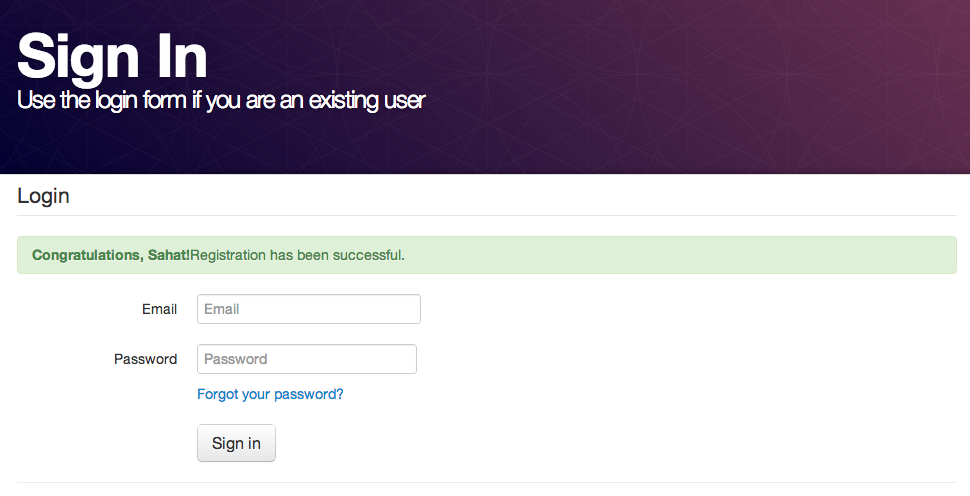 Sign In
Use the login form if you are an existing user
Login
Congratulations, Sahat!Registration has been successful.
Email Email
Password Password
Forgot your password?
Sign in